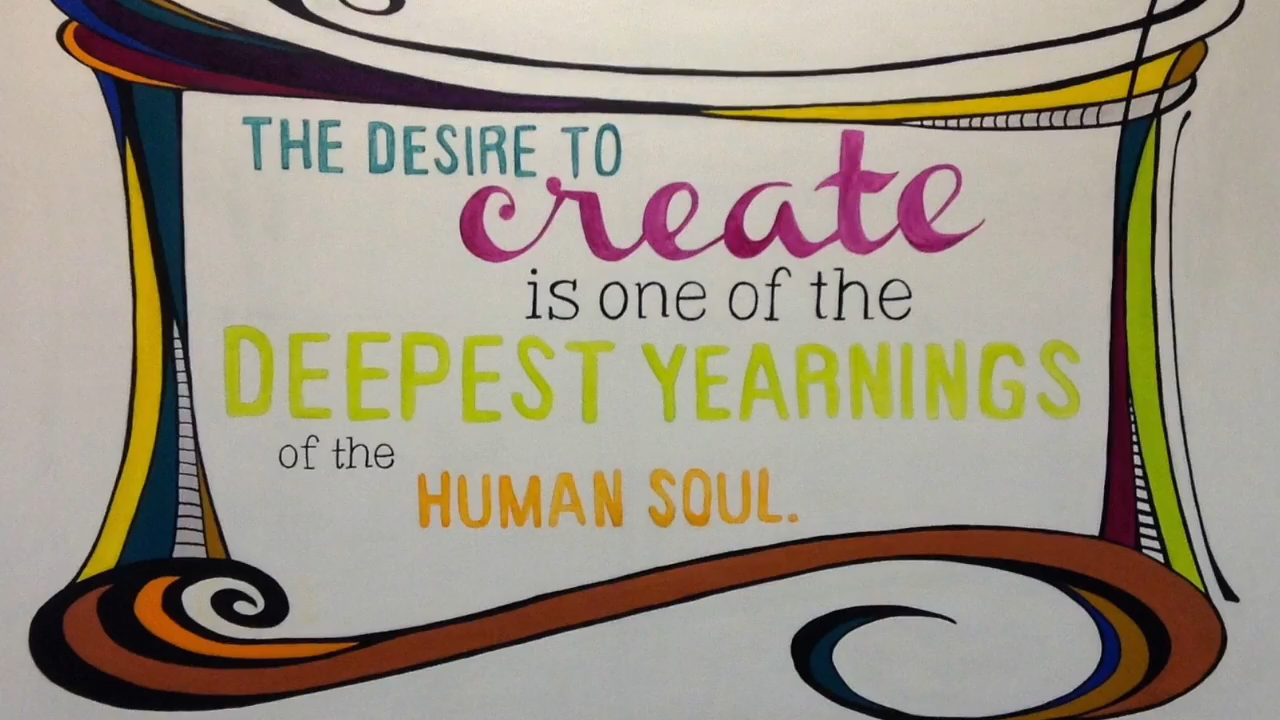 THE DESIRE TO
create
is one of the
DEEPEST YEARNINGS
of the
HUMAN SOUL.